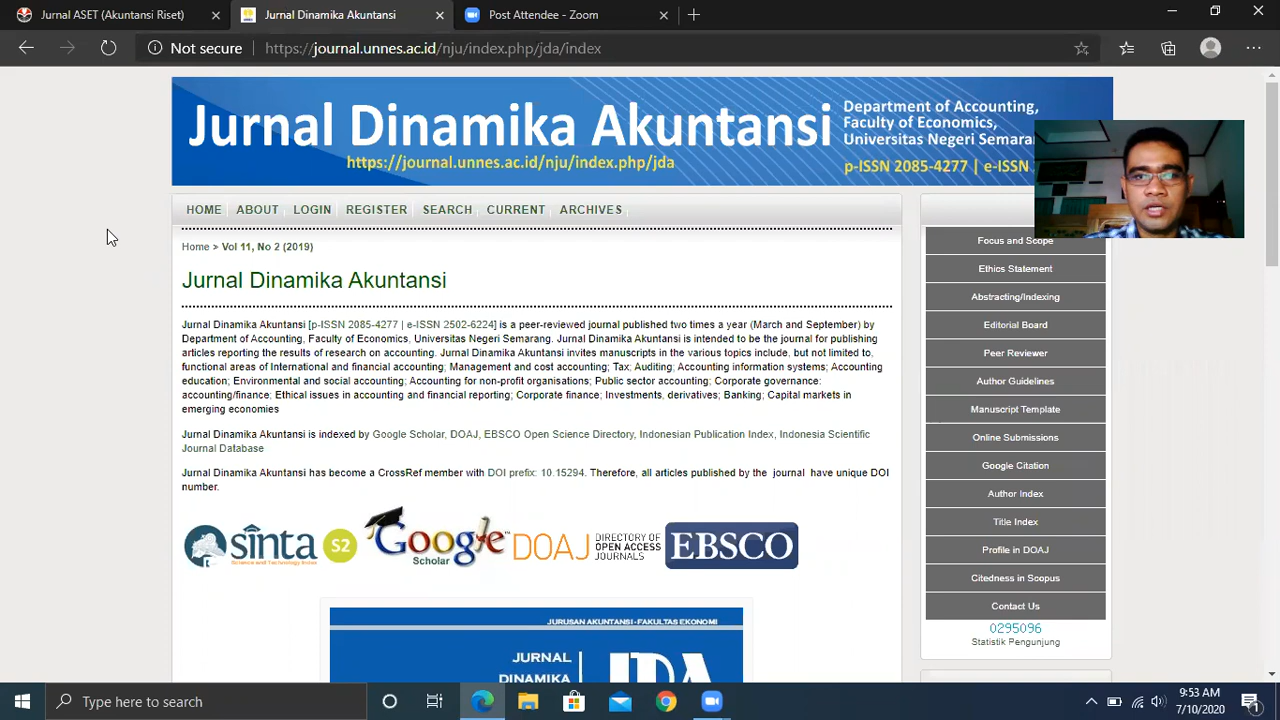 Jurnal ASET (Akuntansi Riset)
Jurnal Dinamika Akuntansi
Post Attendee - Zoom
Not secure
https://journal.unnes.ac.id/nju/index.php/jda/index
Jurnal Dinamika Akuntansi
https://journal.unnes.ac.id/nju/index.php/jda
Department of Accounting,
Faculty of Economics,
Universitas Negeri
p-ISSN 2085-4277 | e-ISSN
HOME ABOUT LOGIN REGISTER SEARCH CURRENT ARCHIVES
Home > Vol 11, No 2 (2019)
Jurnal Dinamika Akuntansi
Jurnal Dinamika Akuntansi [p-ISSN 2085-4277 | e-ISSN 2502-6224] is a peer-reviewed journal published two times a year (March and September) by
Department of Accounting, Faculty of Economics, Universitas Negeri Semarang. Jurnal Dinamika Akuntansi is intended to be the journal for publishing
articles reporting the results of research on accounting. Jurnal Dinamika Akuntansi invites manuscripts in the various topics include, but not limited to,
functional areas of International and financial accounting; Management and cost accounting; Tax; Auditing; Accounting information systems; Accounting
education; Environmental and social accounting; Accounting for non-profit organisations; Public sector accounting; Corporate governance:
accounting/finance: Ethical issues in accounting and financial reporting; Corporate finance; Investments, derivatives; Banking; Capital markets in
emerging economies
Jurnal Dinamika Akuntansi is indexed by Google Scholar, DOAJ, EBSCO Open Science Directory, Indonesian Publication Index, Indonesia Scientific
Journal Database
Jurnal Dinamika Akuntansi has become a CrossRef member with DOI prefix: 10.15294. Therefore, all articles published by the journal have unique DOI
number.
sinta
Science and Technology Index
S2
Google
Scholar
DOAJ
DIRECTORY OF
OPEN ACCESS
JOURNALS
EBSCO
JURUSAN AKUNTANSI - FAKULTAS EKONOMI
JURNAL
DINAMIKA
JDA
Focus and Scope
Ethics Statement
Abstracting/Indexing
Editorial Board
Peer Reviewer
Author Guidelines
Manuscript Template
Online Submissions
Google Citation
Author Index
Title Index
Profile in DOAJ
Citedness in Scopus
Contact Us
0295096
Statistik Pengunjung
Type here to search
9:53 AM
7/10/2020